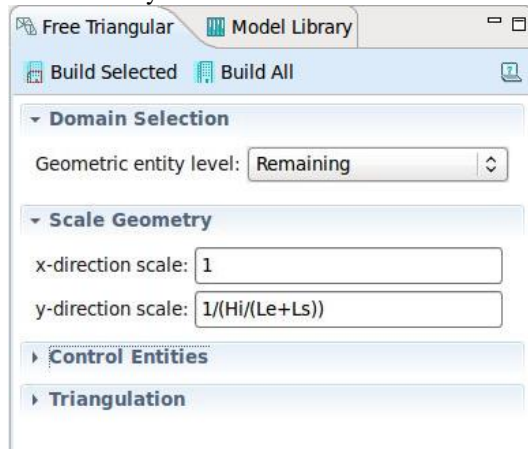 Free Triangular Model Library
Build Selected Build All
Domain Selection
Geometric entity level: Remaining
Scale Geometry
x-direction scale: 1
y-direction scale: 1/(Hi/(Le+Ls))
Control Entities
Triangulation